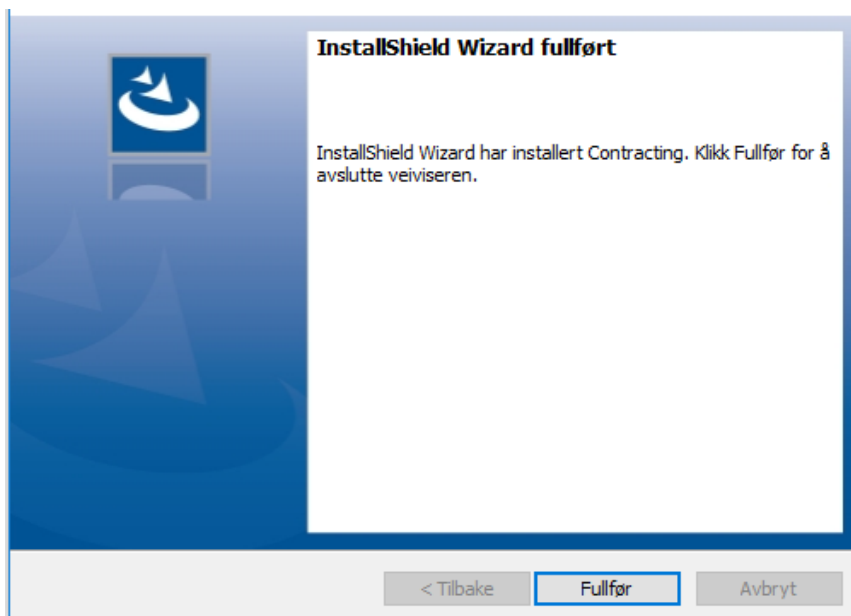 InstallShield Wizard fullført
InstallShield Wizard har installert Contracting. Klikk Fullfør for å
avslutte veiviseren.
< Tilbake
Fullfør
Avbryt